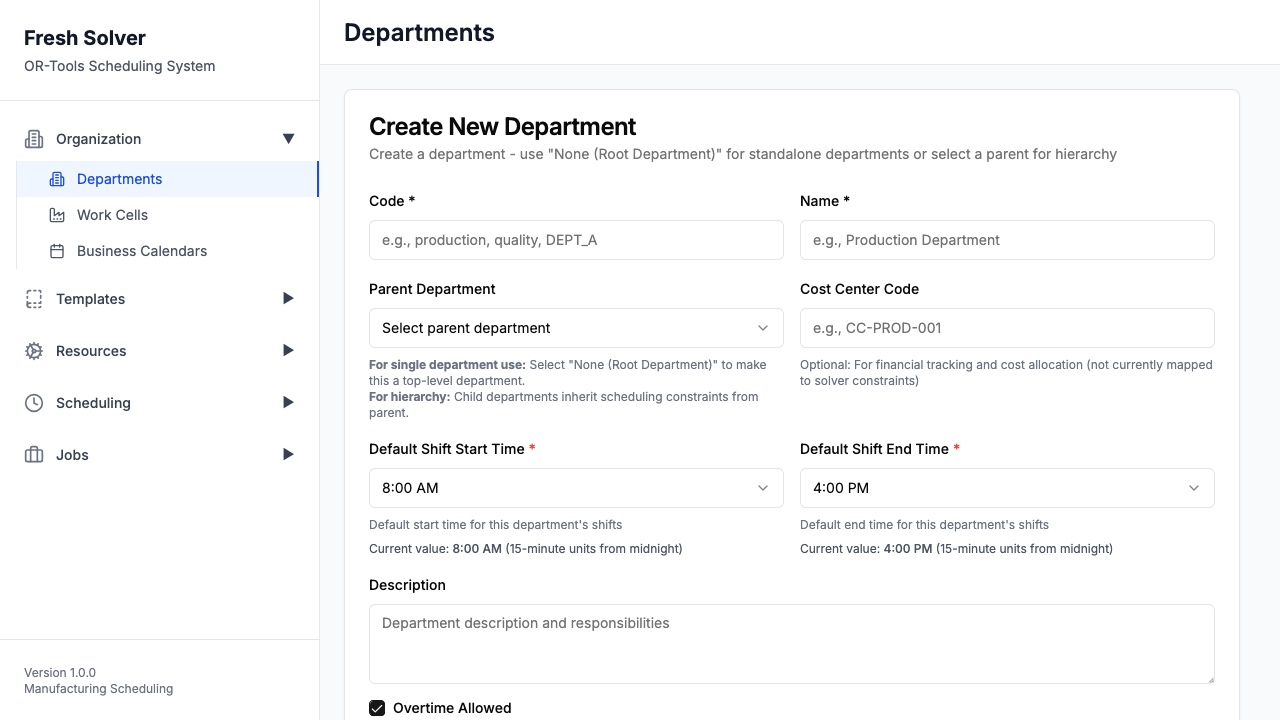 Fresh Solver
OR-Tools Scheduling System
Organization
Departments
Work Cells
Business Calendars
Templates
Resources
Scheduling
Jobs
Version 1.0.0
Manufacturing Scheduling
Departments
Create New Department
Create a department - use "None (Root Department)" for standalone departments or select a parent for hierarchy
Code *
e.g., production, quality, DEPT_A
Name *
e.g., Production Department
Parent Department
Select parent department
For single department use: Select "None (Root Department)" to make
this a top-level department.
For hierarchy: Child departments inherit scheduling constraints from
parent.
Cost Center Code
e.g., CC-PROD-001
Optional: For financial tracking and cost allocation (not currently mapped
to solver constraints)
Default Shift Start Time *
8:00 AM
Default start time for this department's shifts
Current value: 8:00 AM (15-minute units from midnight)
Default Shift End Time *
4:00 PM
Default end time for this department's shifts
Current value: 4:00 PM (15-minute units from midnight)
Description
Department description and responsibilities
Overtime Allowed